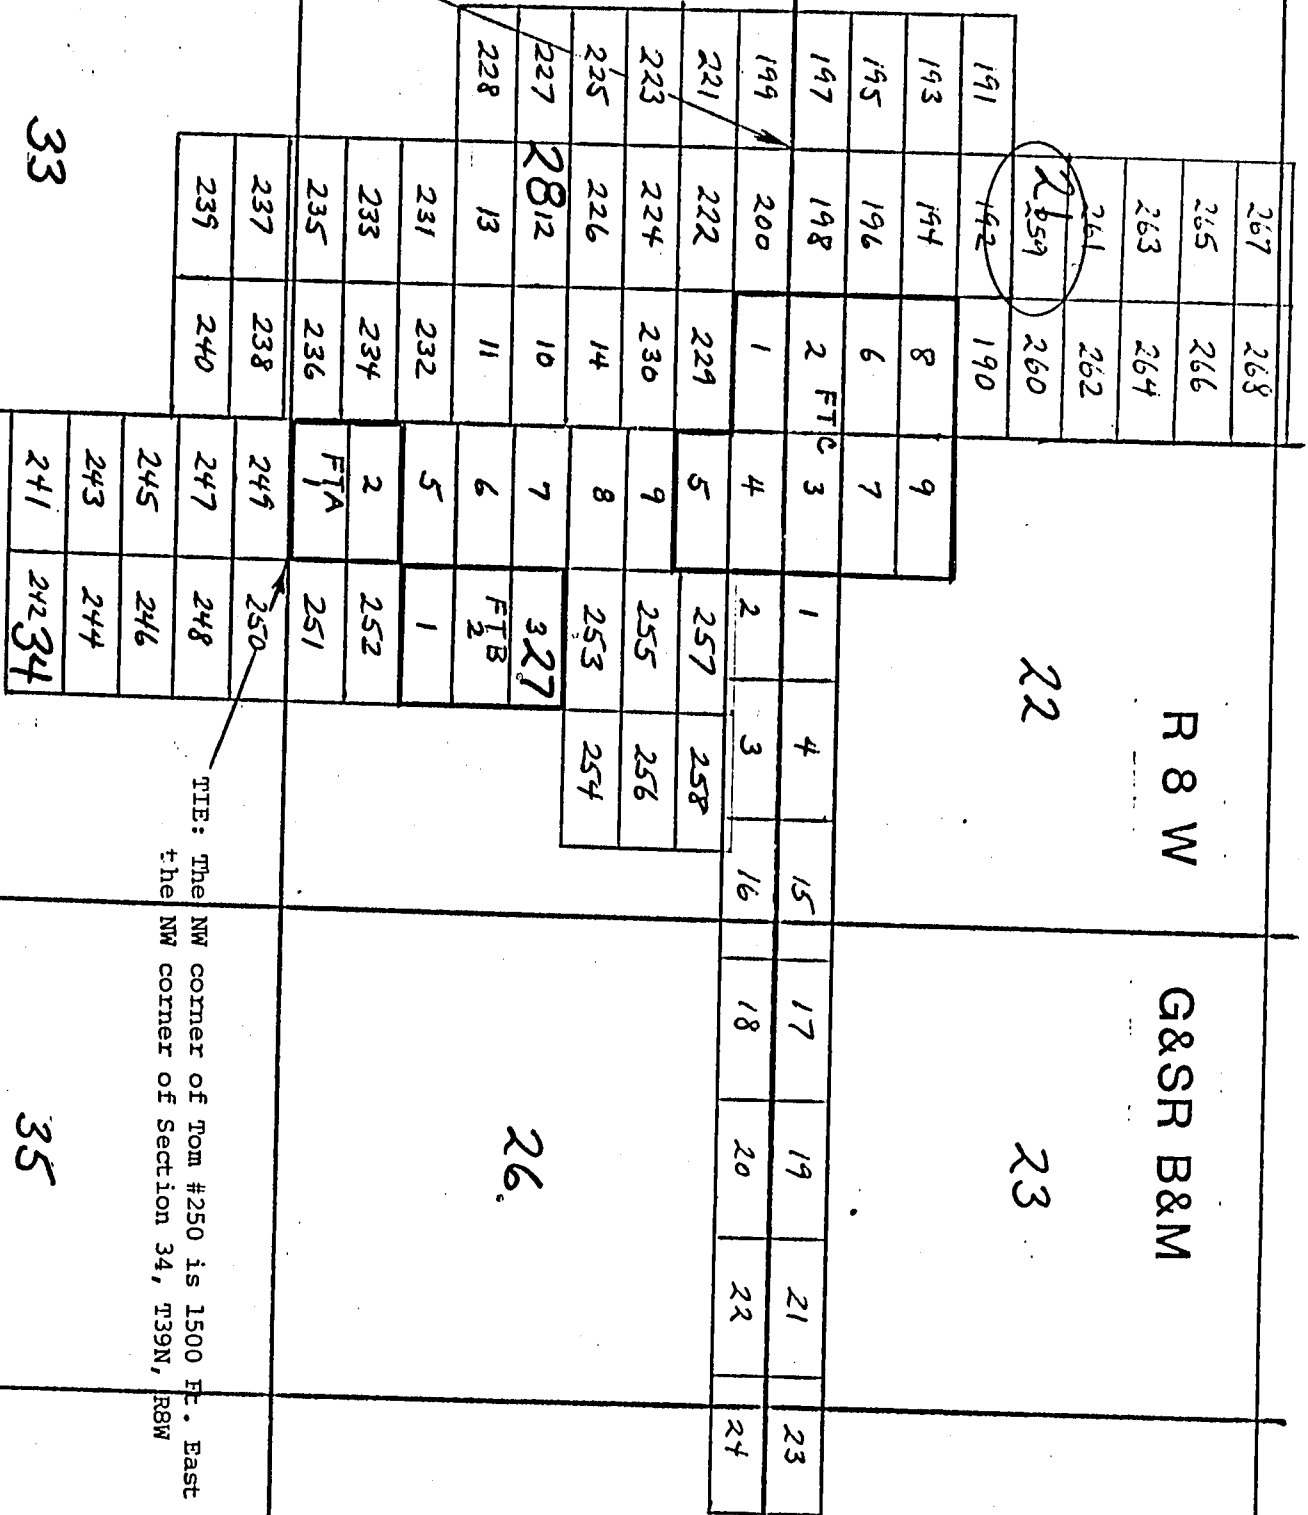 267 268
R 8 W G&SR B&M
265 266
263 264
261 262
21 259 260
22 23
191 192 190
193 194 8 9
195 196 6 7
197 198 2 FTC 3 1 4 15 17 19 21 23
199 200 1 4 2 3 16 18 20 22 24
221 222 229 5 257 258
223 224 230 9 255 256
225 226 14 8 253 254
227 28 12 10 7 3 27
26
228 13 11 6 FTB 2
231 232 5 1
233 234 2 252
235 236 FTA 1 251
237 238 249 250
239 240 247 248
TIE: The NW corner of Tom #250 is 1500 Ft. East
the NW corner of Section 34, T39N, R8W
245 246
243 244
33 241 242 34 35